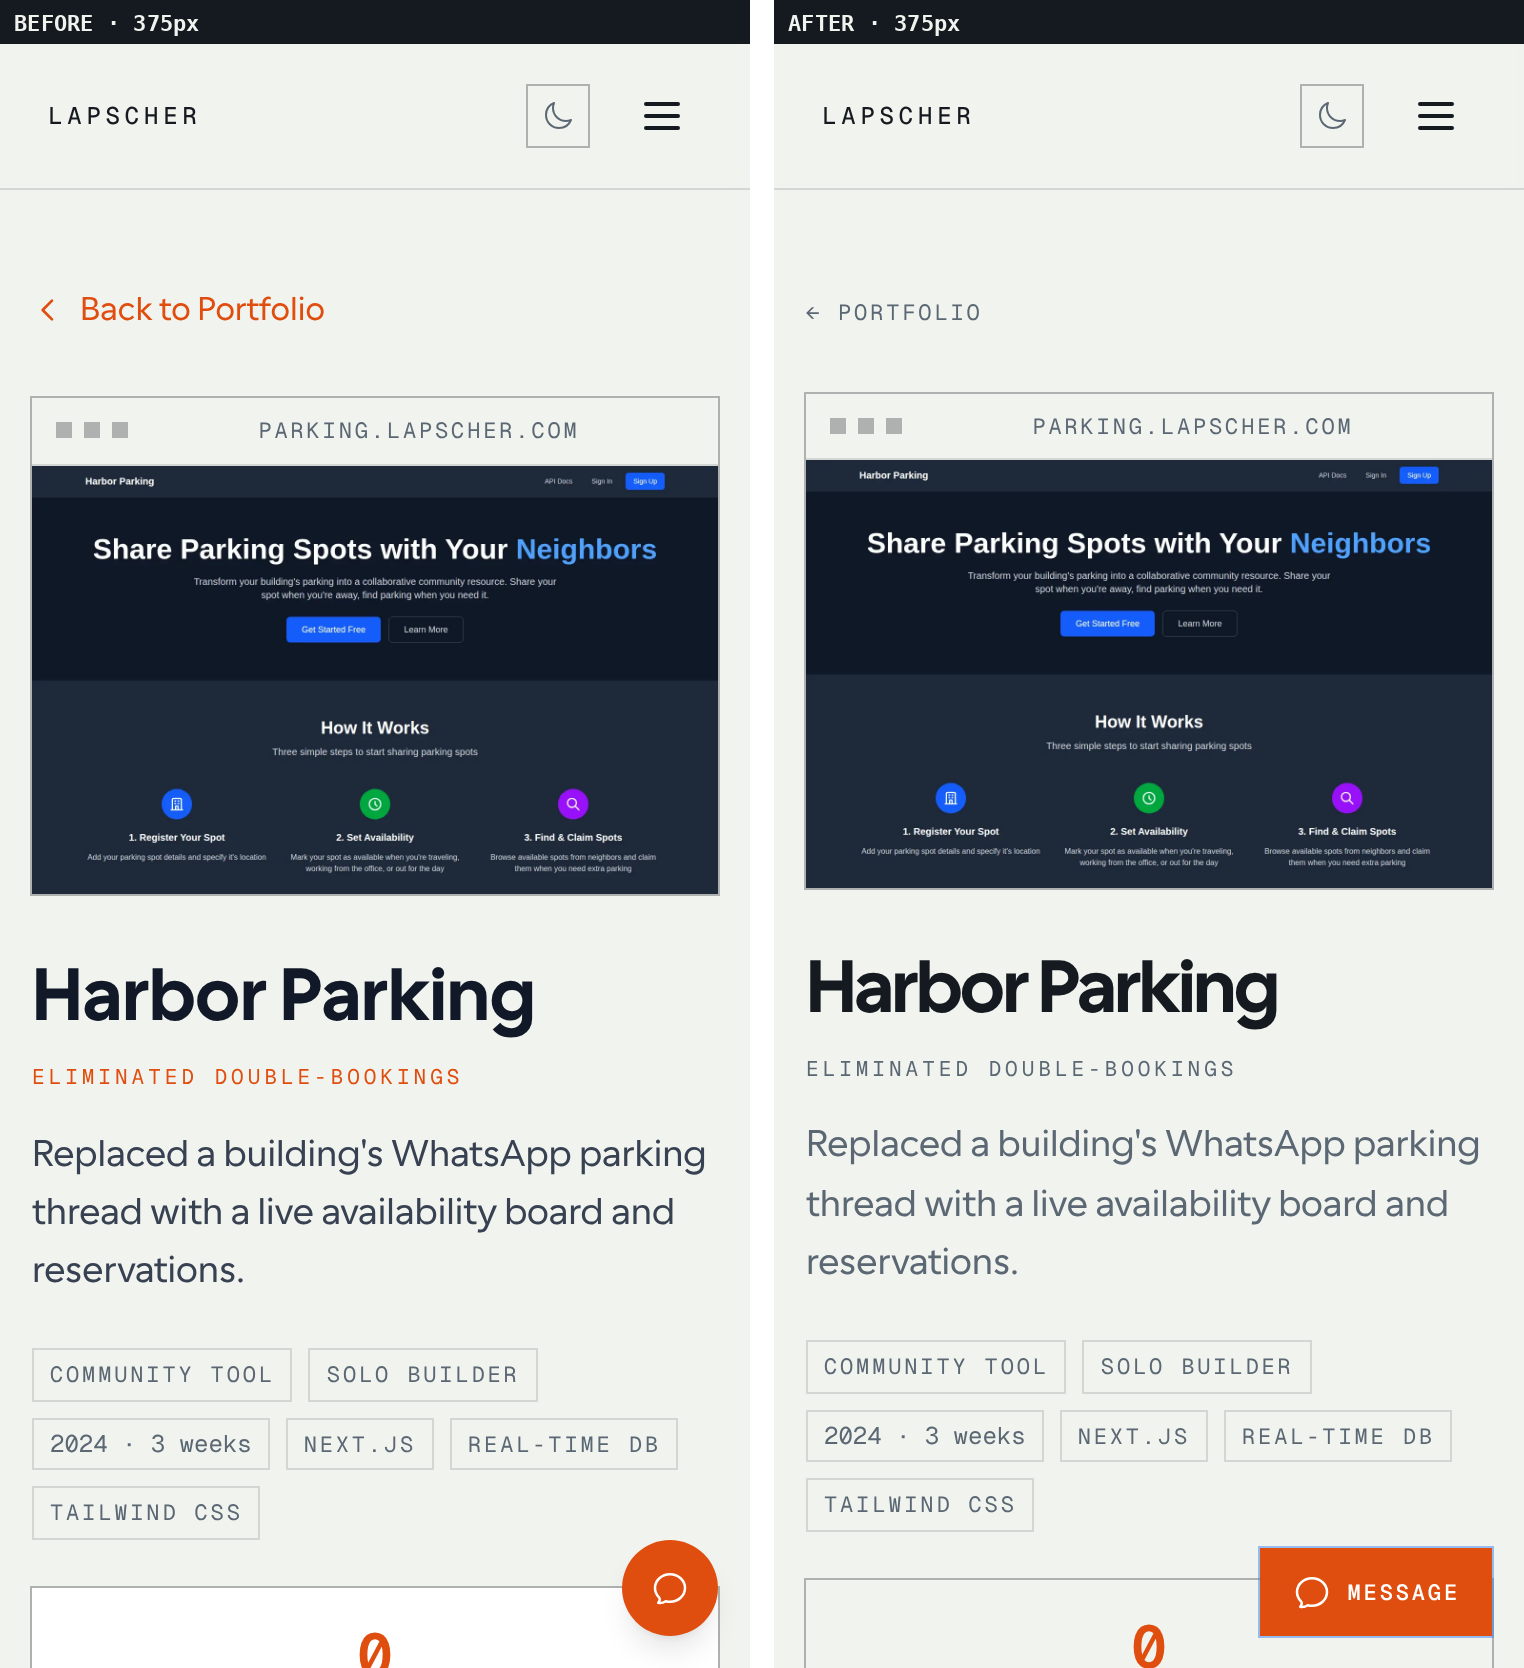 BEFORE · 375px
LAPSCHER
Back to Portfolio
PARKING.LAPSCHER.COM
Harbor Parking
API Docs
Sign In
Sign Up
Share Parking Spots with Your Neighbors
Transform your building's parking into a collaborative community resource. Share your
spot when you're away, find parking when you need it.
Get Started Free
Learn More
How It Works
Three simple steps to start sharing parking spots
1. Register Your Spot
Add your parking spot details and specify it's location
2. Set Availability
Mark your spot as available when you're traveling,
working from the office, or out for the day
3. Find & Claim Spots
Browse available spots from neighbors and claim
them when you need extra parking
Harbor Parking
ELIMINATED DOUBLE-BOOKINGS
Replaced a building's WhatsApp parking
thread with a live availability board and
reservations.
COMMUNITY TOOL
SOLO BUILDER
2024 · 3 weeks
NEXT.JS
REAL-TIME DB
TAILWIND CSS
0
AFTER · 375px
LAPSCHER
← PORTFOLIO
PARKING.LAPSCHER.COM
Harbor Parking
API Docs
Sign In
Sign Up
Share Parking Spots with Your Neighbors
Transform your building's parking into a collaborative community resource. Share your
spot when you're away, find parking when you need it.
Get Started Free
Learn More
How It Works
Three simple steps to start sharing parking spots
1. Register Your Spot
Add your parking spot details and specify it's location
2. Set Availability
Mark your spot as available when you're traveling,
working from the office, or out for the day
3. Find & Claim Spots
Browse available spots from neighbors and claim
them when you need extra parking
Harbor Parking
ELIMINATED DOUBLE-BOOKINGS
Replaced a building's WhatsApp parking
thread with a live availability board and
reservations.
COMMUNITY TOOL
SOLO BUILDER
2024 · 3 weeks
NEXT.JS
REAL-TIME DB
TAILWIND CSS
MESSAGE
0